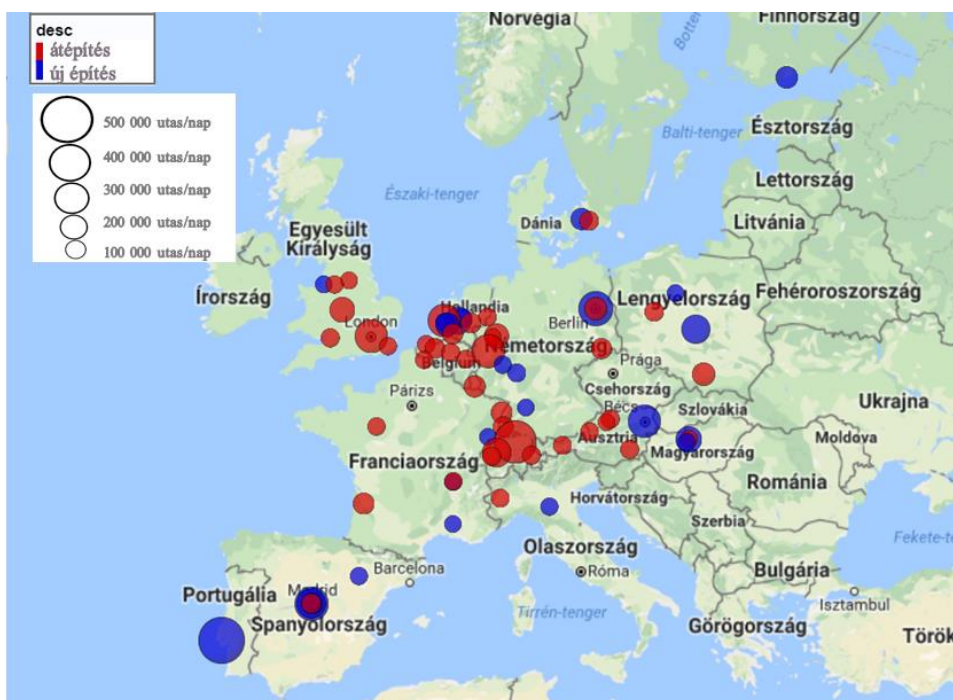 desc
átépítés
új építés
500 000 utas/nap
400 000 utas/nap
300 000 utas/nap
200 000 utas/nap
100 000 utas/nap
Norvégia
Finnország
Balti-tenger
Észtország
Lettország
Litvánia
Fehéroroszország
Északi-tenger
Dánia
Egyesült
Királyság
Írország
London
Hollandia
Belgium
Németország
Berlin
Lengyelország
Prága
Csehország
Ukrajna
Párizs
Bécs
Szlovákia
Ausztria
Magyarország
Moldova
Franciaország
Horvátország
Románia
Szerbia
Olaszország
Bulgária
Fekete-te
Barcelona
Róma
Isztambul
Portugália
Madrid
Spanyolország
Tirrén-tenger
Görögország
Török